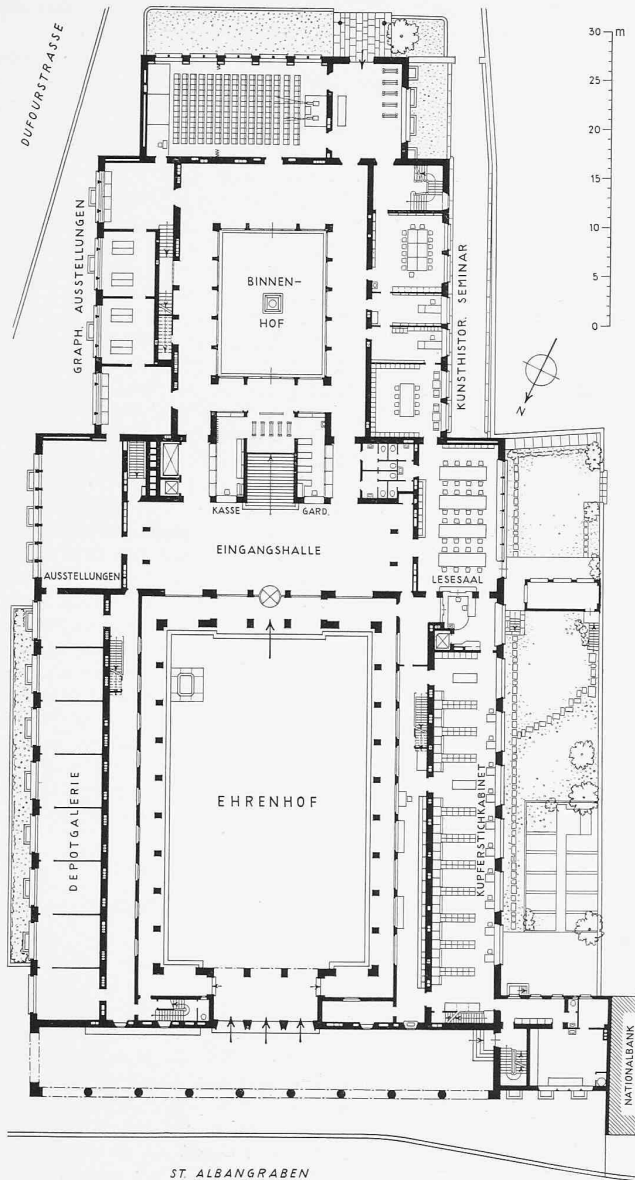 DUFOURSTRASSE
30 m
25
20
15
10
5
0
GRAPH. AUSSTELLUNGEN
BINNEN-
HOF
KUNSTHISTOR. SEMINAR
N
KASSE
GARD.
EINGANGSHALLE
AUSSTELLUNGEN
LESESAAL
DEPOTGALERIE
EHRENHOF
KUPFERSTICHKABINET
NATIONALBANK
ST. ALBANGRABEN